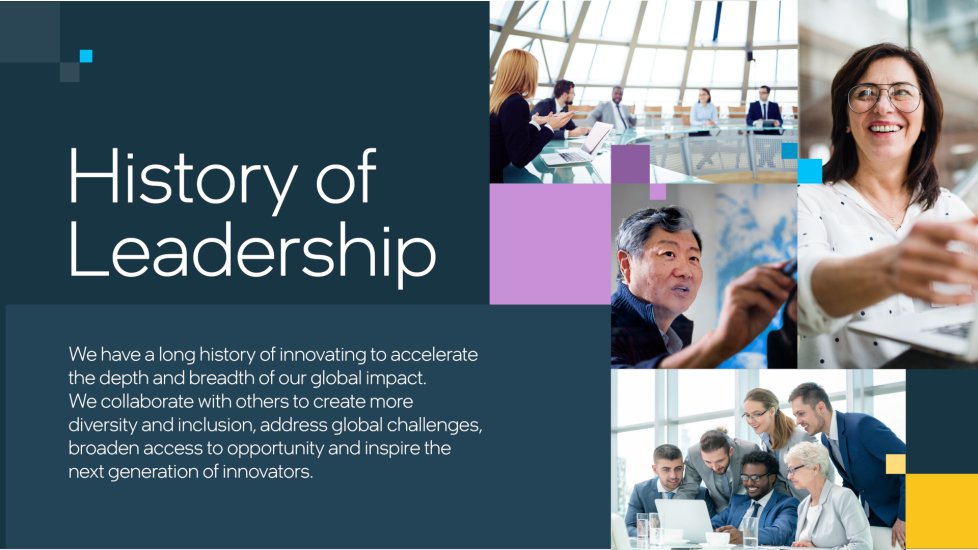 History of
Leadership
We have a long history of innovating to accelerate
the depth and breadth of our global impact.
We collaborate with others to create more
diversity and inclusion, address global challenges,
broaden access to opportunity and inspire the
next generation of innovators.